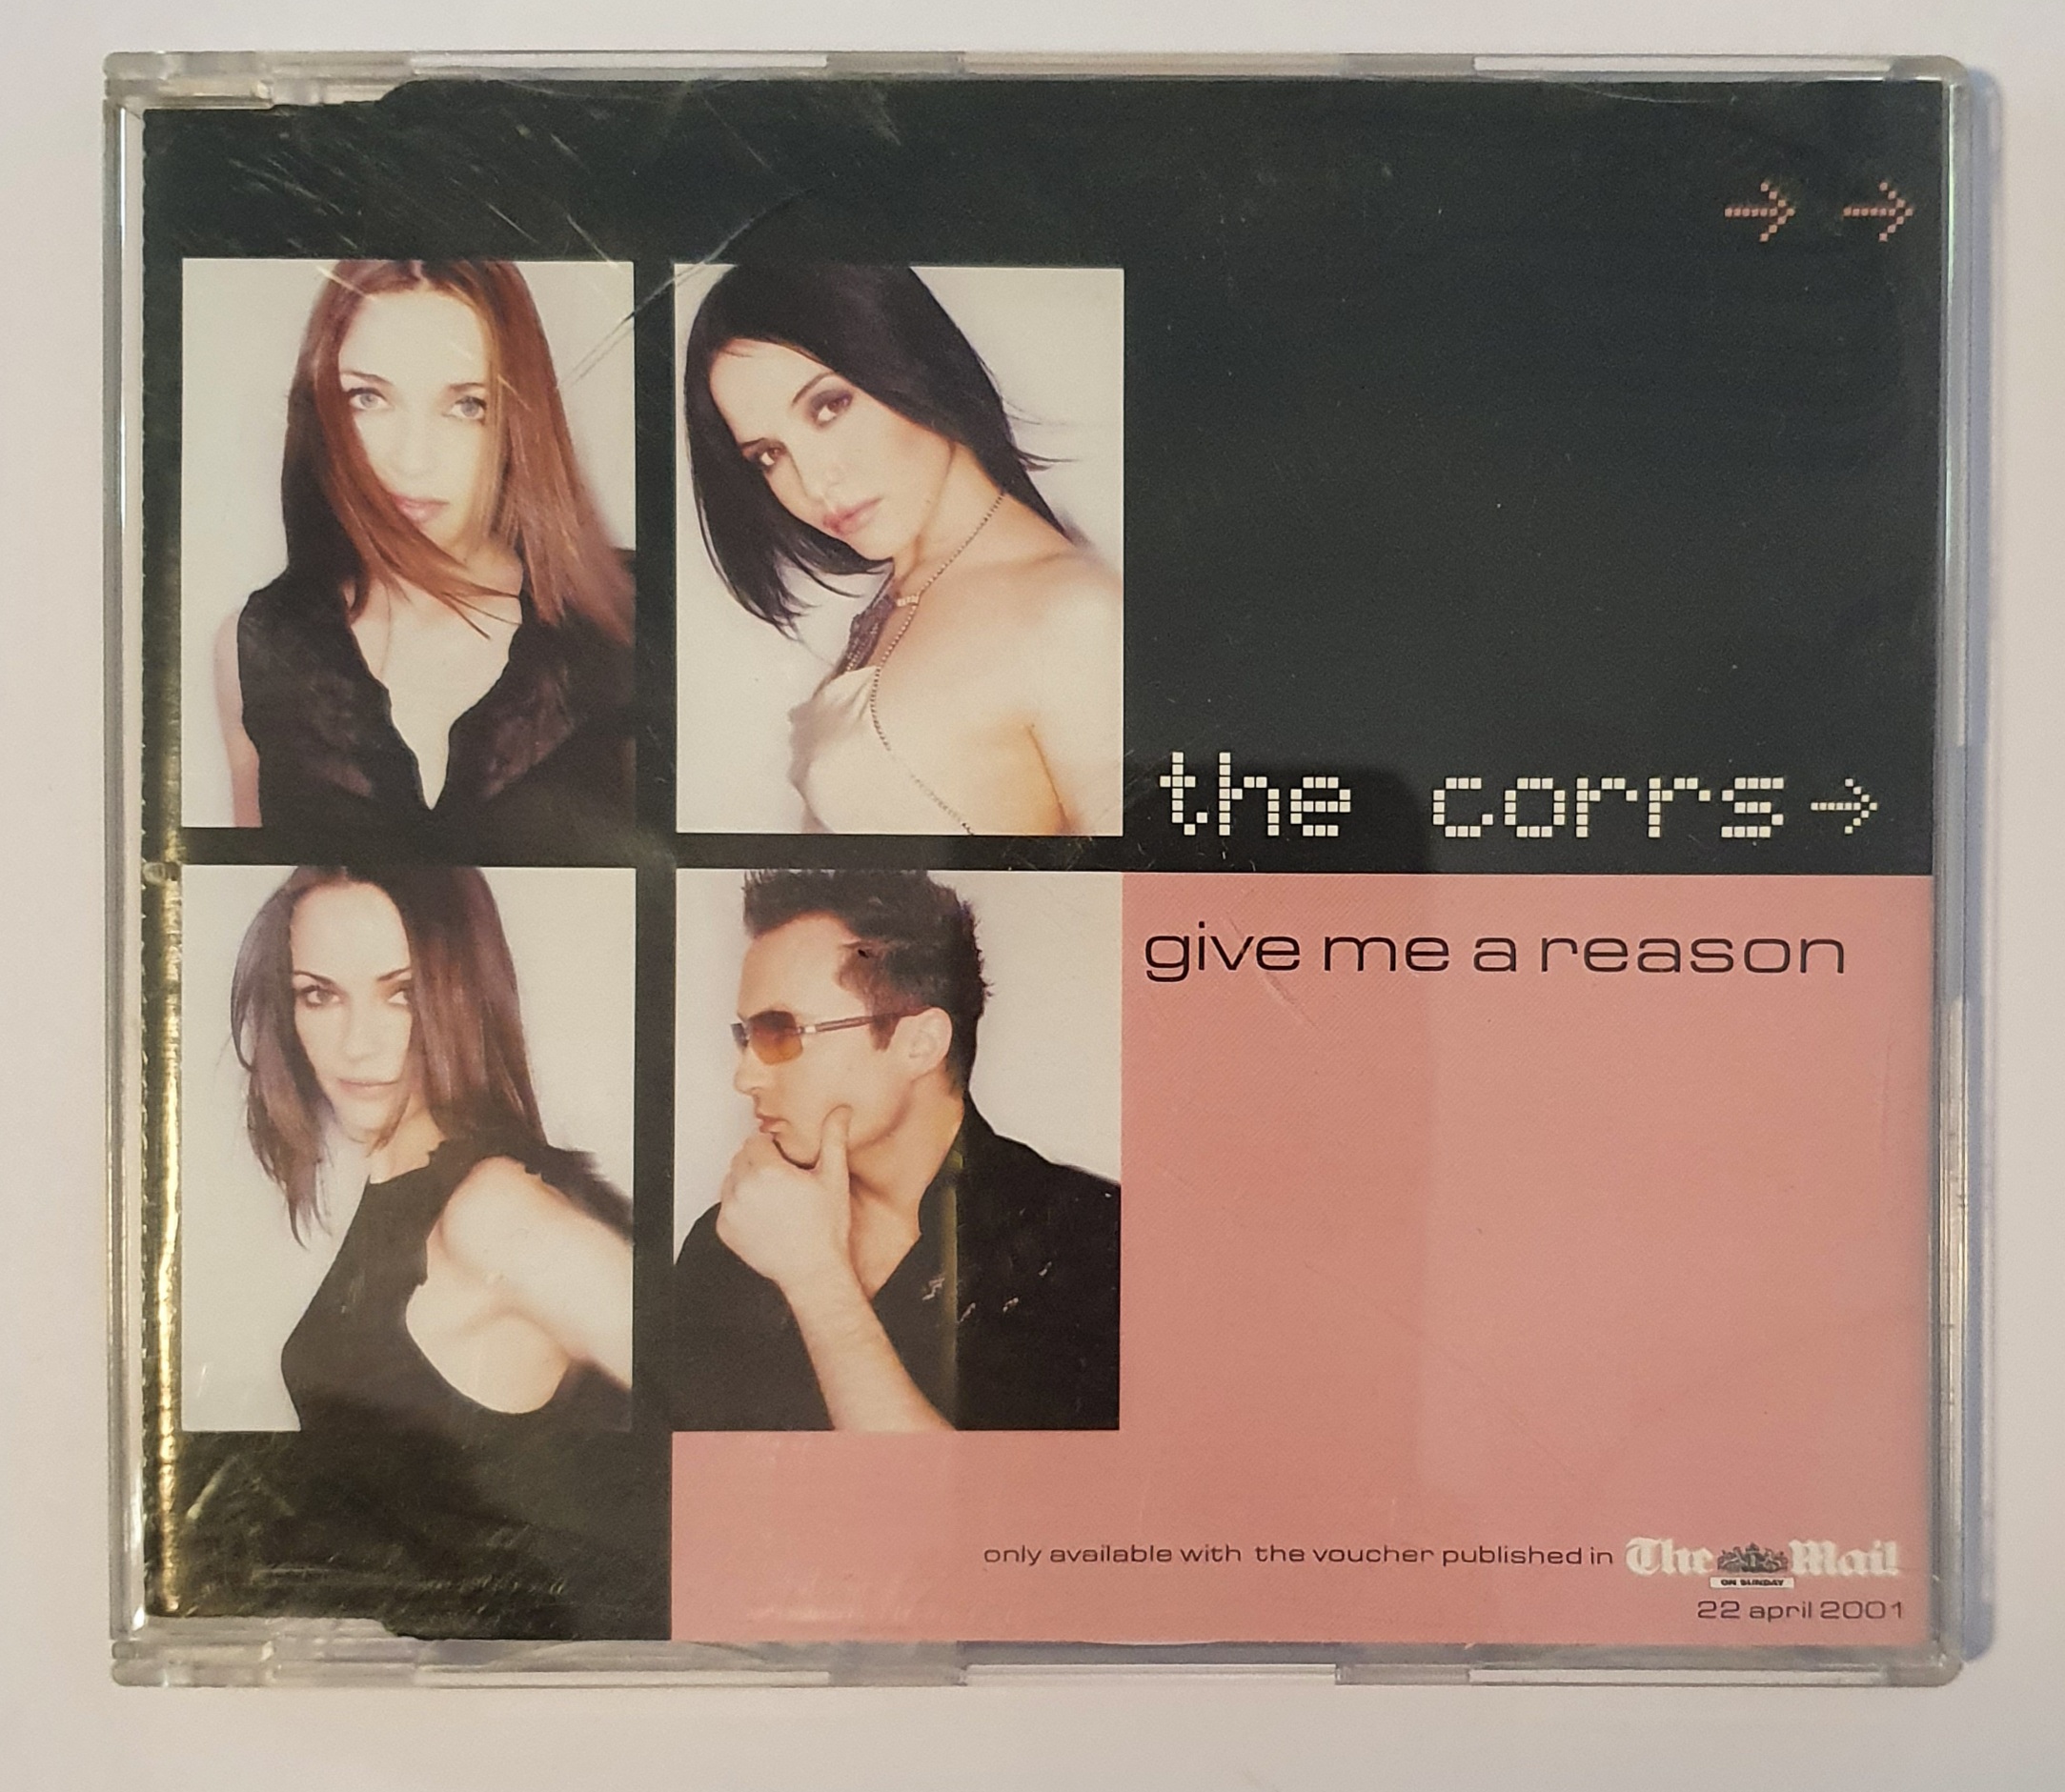 the corrs
give me a reason
only available with the voucher published in The Mail
ON SUNDAY
22 april 2001